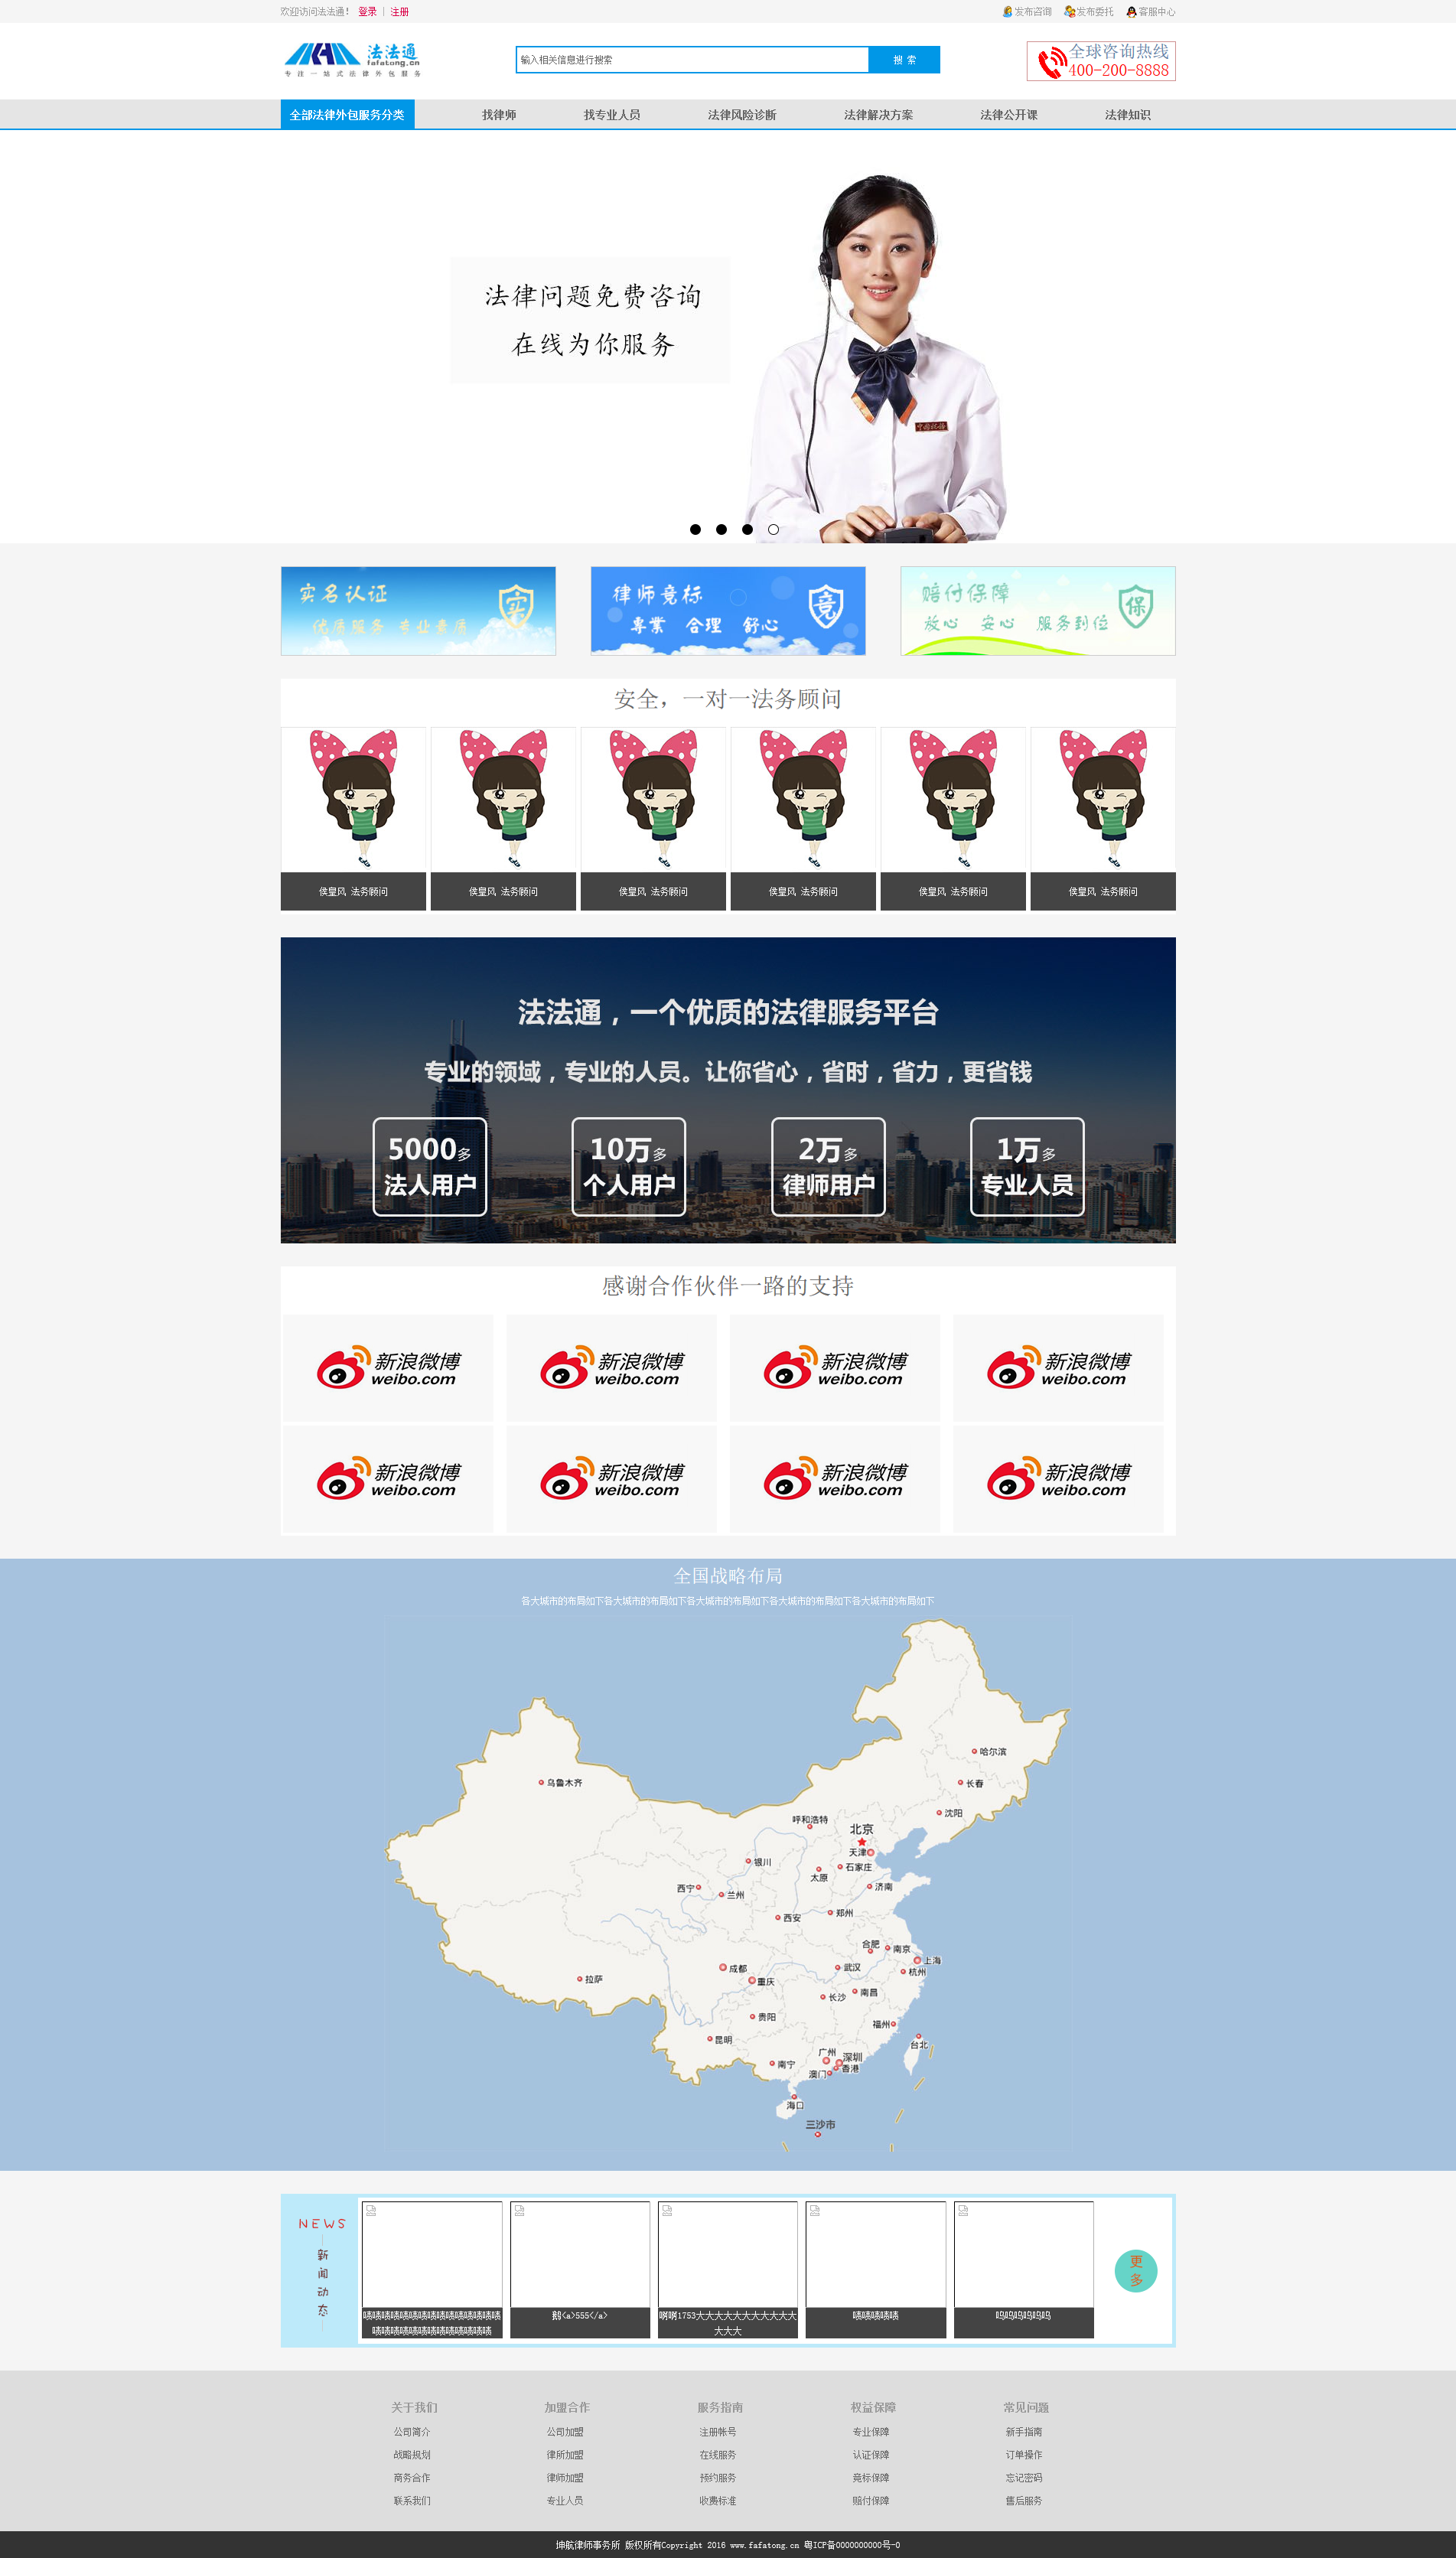 欢迎访问法法通! 登录 | 注册
发布咨询 发布委托 客服中心
法法通
fafatong.cn
专注一站式法律外包服务
输入相关信息进行搜索
搜 索
全球咨询热线
400-200-8888
全部法律外包服务分类 找律师 找专业人员 法律风险诊断 法律解决方案 法律公开课 法律知识
法律问题免费咨询
在线为你服务
实名认证
优质服务 专业素质
实
律师竞标
專業 合理 舒心
竞
赔付保障
放心 安心 服务到位
保
安全，一对一法务顾问
侯皇风 法务顾问 侯皇风 法务顾问 侯皇风 法务顾问 侯皇风 法务顾问 侯皇风 法务顾问 侯皇风 法务顾问
法法通，一个优质的法律服务平台
专业的领域，专业的人员。让你省心，省时，省力，更省钱
5000多 10万多 2万多 1万多
法人用户 个人用户 律师用户 专业人员
感谢合作伙伴一路的支持
新浪微博 新浪微博 新浪微博 新浪微博
weibo.com weibo.com weibo.com weibo.com
新浪微博 新浪微博 新浪微博 新浪微博
weibo.com weibo.com weibo.com weibo.com
全国战略布局
各大城市的布局如下各大城市的布局如下各大城市的布局如下各大城市的布局如下各大城市的布局如下
哈尔滨
乌鲁木齐
长春
沈阳
呼和浩特
北京
天津
银川
石家庄
太原
西宁
济南
兰州
郑州
西安
合肥
南京
上海
成都
武汉
杭州
拉萨
重庆
南昌
长沙
贵阳
福州
昆明
台北
广州
深圳
南宁
香港
澳门
海口
三沙市
NEWS
新
闻
动
态
鹅<a>555</a>
啊啊1753大大大大大大大大大大大
大大大
呜呜呜呜呜呜
更
多
关于我们 加盟合作 服务指南 权益保障 常见问题
公司简介 公司加盟 注册帐号 专业保障 新手指南
战略规划 律所加盟 在线服务 认证保障 订单操作
商务合作 律师加盟 预约服务 竞标保障 忘记密码
联系我们 专业人员 收费标准 赔付保障 售后服务
坤航律师事务所 版权所有Copyright 2016 www.fafatong.cn 粤ICP备0000000000号-0